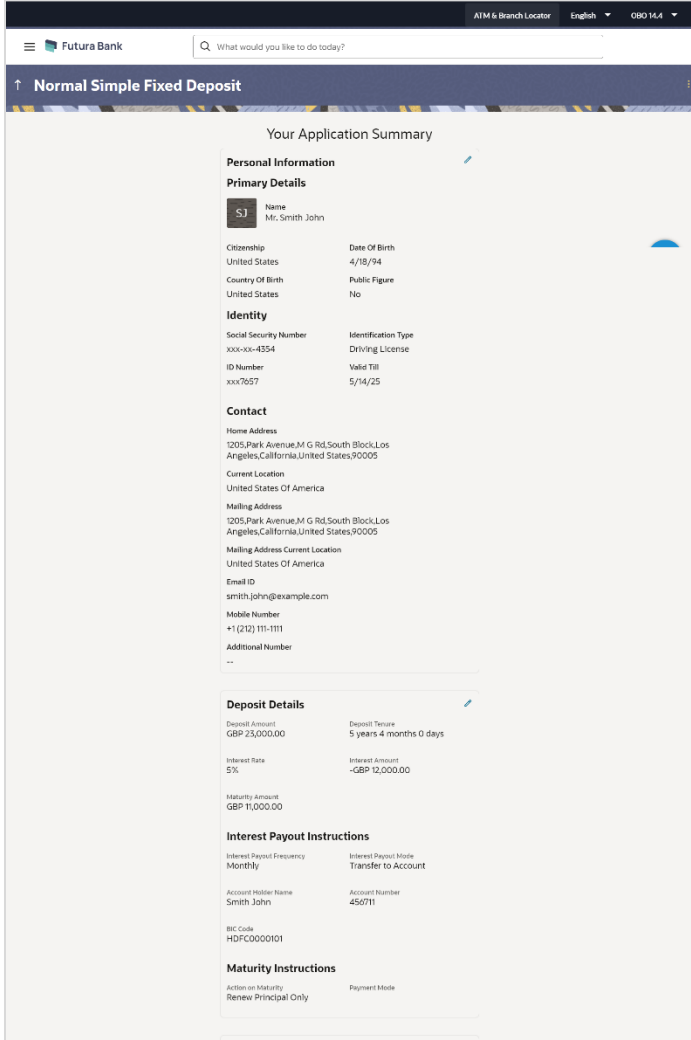 ATM & Branch Locator English OBO 14.4
Futura Bank What would you like to do today?
Normal Simple Fixed Deposit
Your Application Summary
Personal Information
Primary Details
SJ
Name
Mr. Smith John
Citizenship Date Of Birth
United States 4/18/94
Country Of Birth Public Figure
United States No
Identity
Social Security Number Identification Type
xxx-xx-4354 Driving License
ID Number Valid Till
xxx7657 5/14/25
Contact
Home Address
1205,Park Avenue,M G Rd,South Block,Los
Angeles,California,United States,90005
Current Location
United States Of America
Mailing Address
1205,Park Avenue,M G Rd,South Block,Los
Angeles,California,United States,90005
Mailing Address Current Location
United States Of America
Email ID
smith.john@example.com
Mobile Number
+1 (212) 111-1111
Additional Number
--
Deposit Details
Deposit Amount Deposit Tenure
GBP 23,000.00 5 years 4 months 0 days
Interest Rate Interest Amount
5% -GBP 12,000.00
Maturity Amount
GBP 11,000.00
Interest Payout Instructions
Interest Payout Frequency Interest Payout Mode
Monthly Transfer to Account
Account Holder Name Account Number
Smith John 456711
BIC Code
HDFC0000101
Maturity Instructions
Action on Maturity Payment Mode
Renew Principal Only